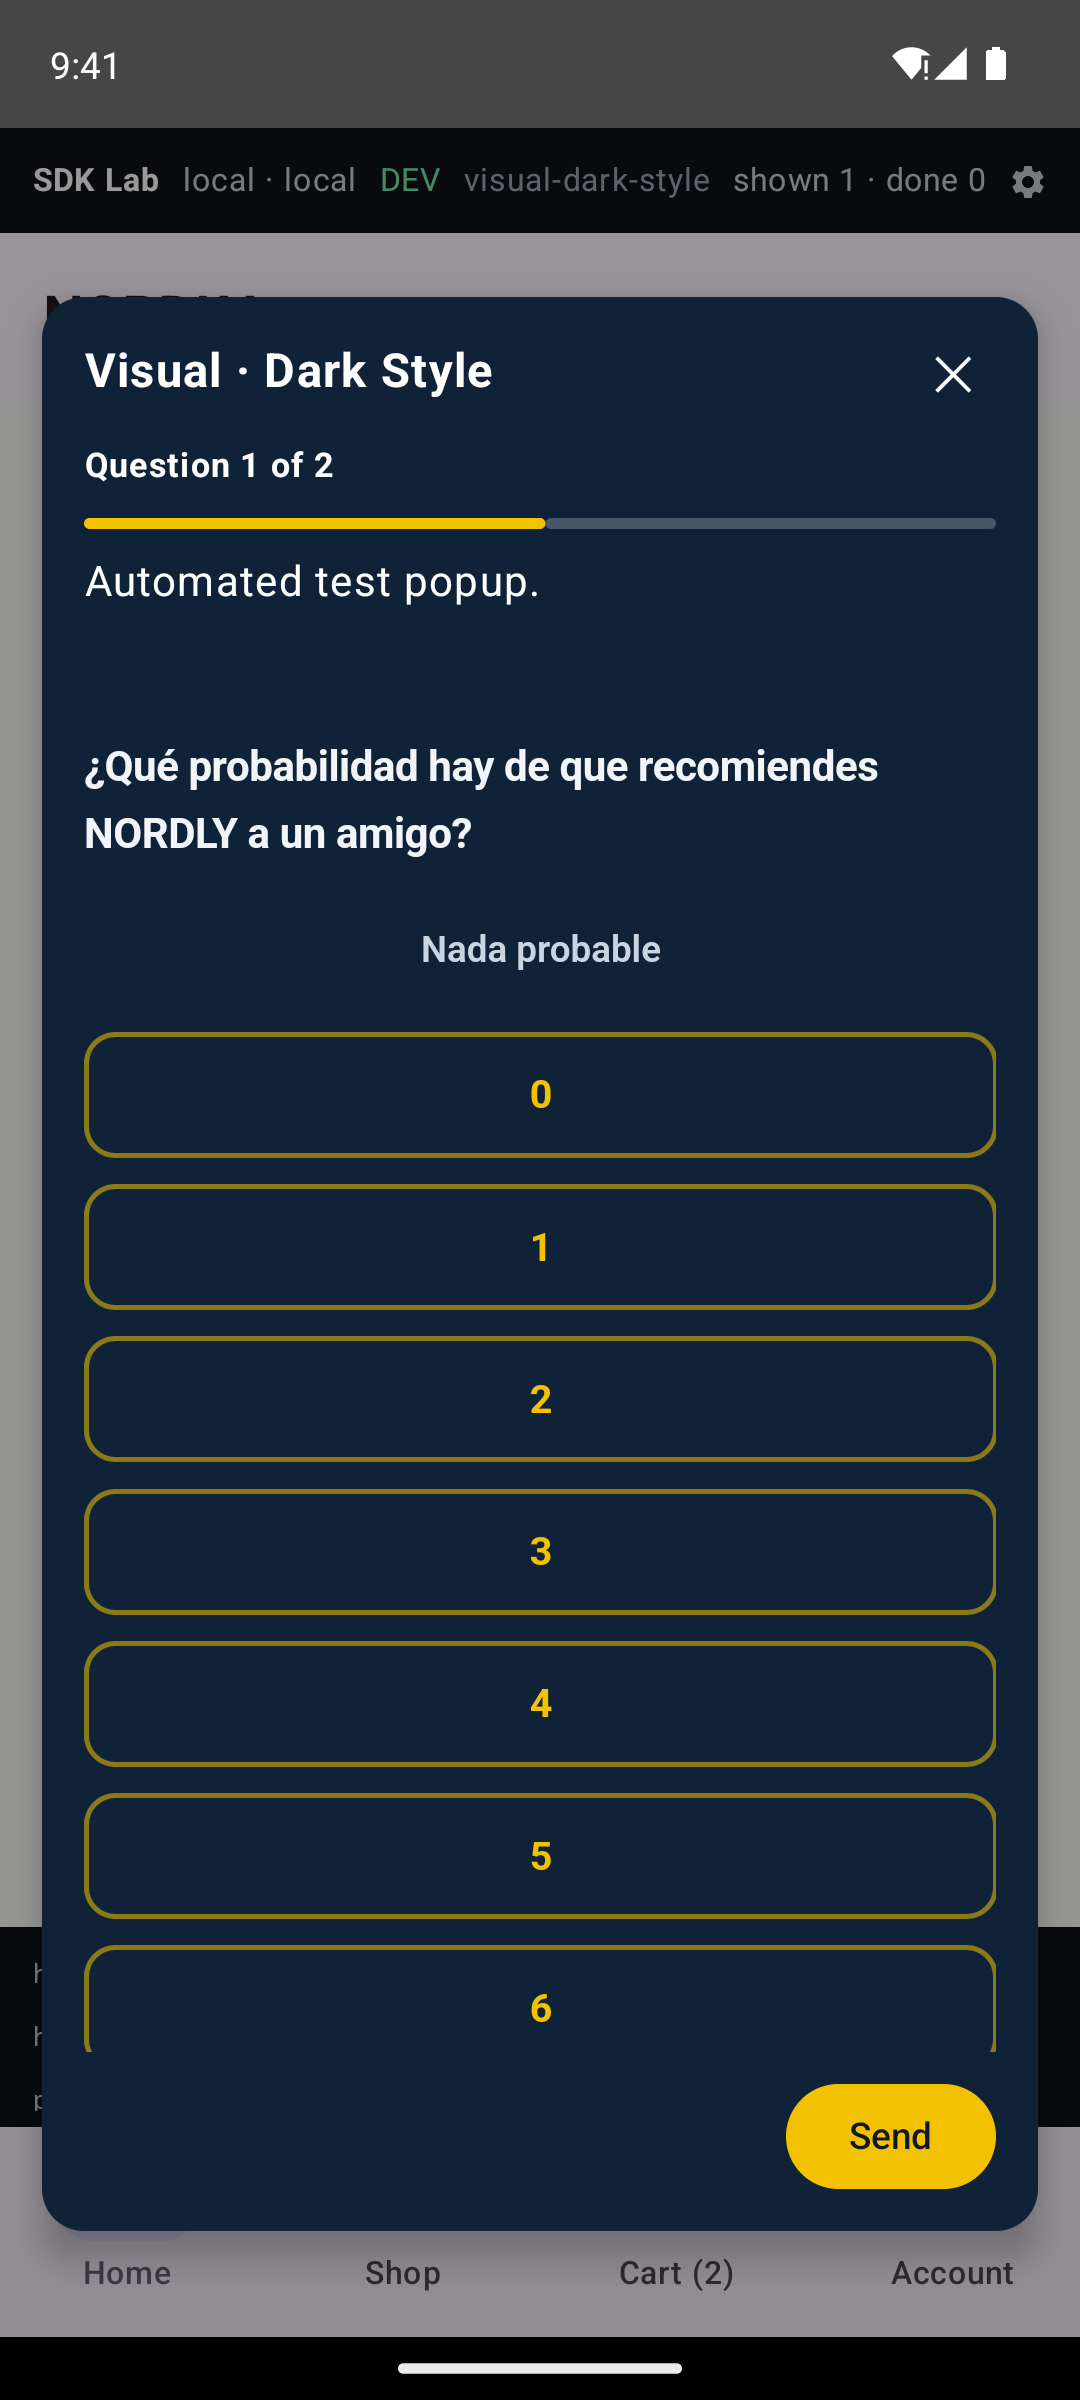 9:41
SDK Lab local · local DEV visual-dark-style shown 1 · done 0
Visual · Dark Style
Question 1 of 2
Automated test popup.
¿Qué probabilidad hay de que recomiendes
NORDLY a un amigo?
Nada probable
0
1
2
3
4
5
6
Send
Home Shop Cart (2) Account